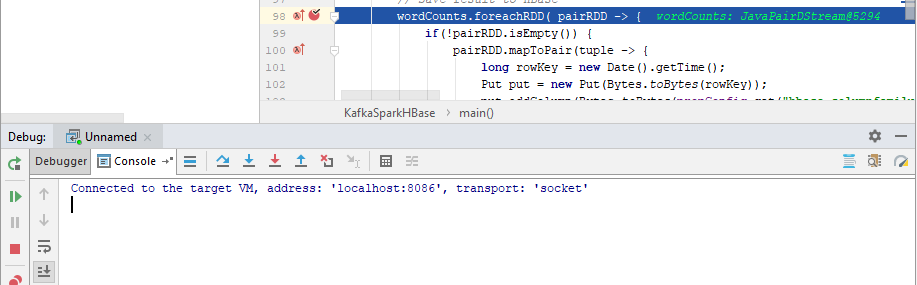 // Save result to HBase
98 wordCounts.foreachRDD( pairRDD -> { wordCounts: JavaPairDStream@5294
99 if(!pairRDD.isEmpty()) {
100 pairRDD.mapToPair(tuple -> {
101 long rowKey = new Date().getTime();
102 Put put = new Put(Bytes.toBytes(rowKey));
put.addColumn(Bytes.toBytes(propConfig.get("hbase.columnfamily
KafkaSparkHBase > main()
Debug: Unnamed ×
Debugger Console
Connected to the target VM, address: 'localhost:8086', transport: 'socket'